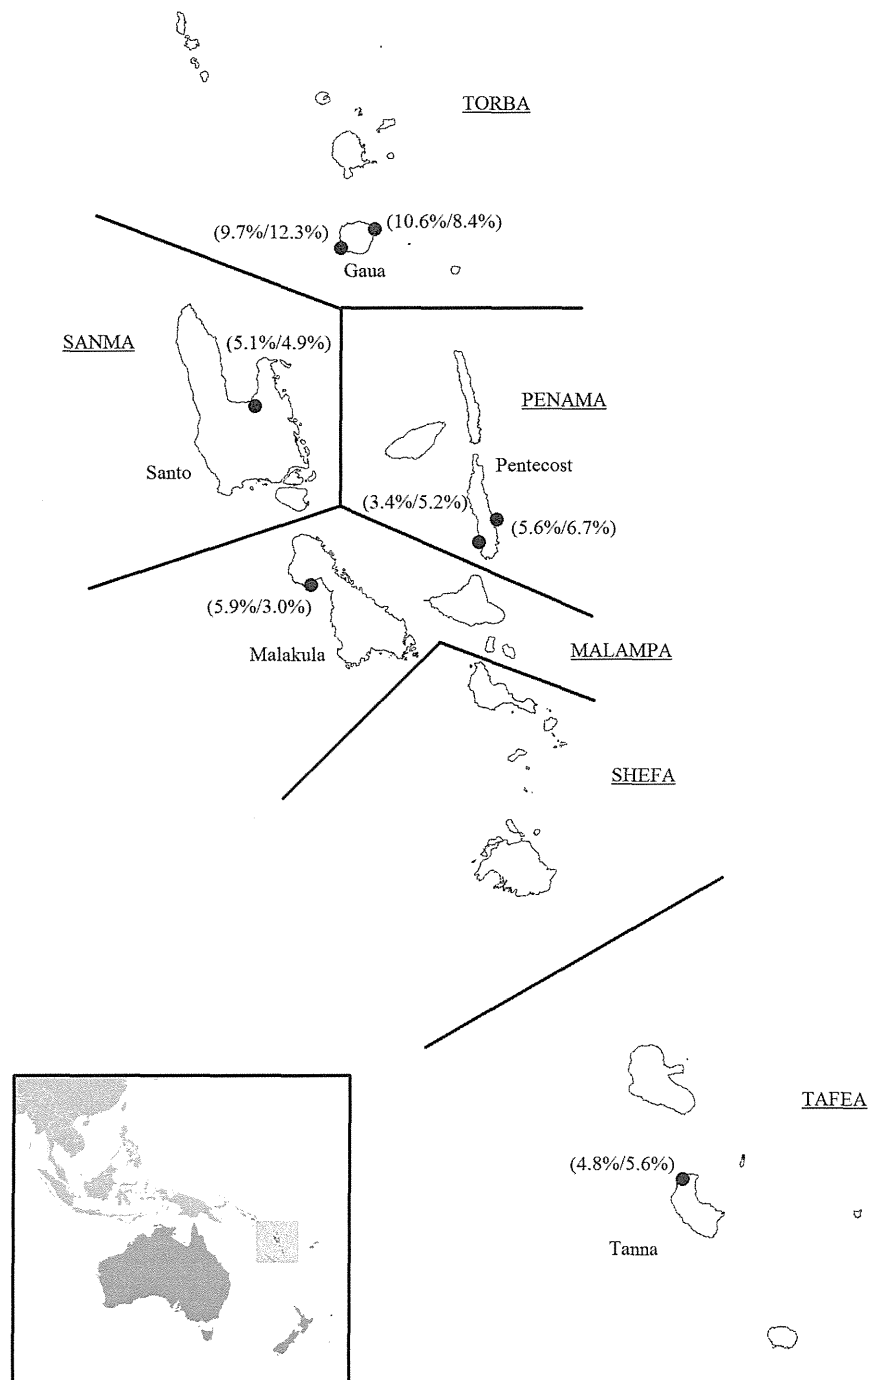 TORBA
(10.6%/8.4%)
(9.7%/12.3%)
Gaua
SANMA
(5.1%/4.9%)
PENAMA
Santo
Pentecost
(3.4%/5.2%)
(5.6%/6.7%)
(5.9%/3.0%)
Malakula
MALAMPA
SHEFA
TAFEA
(4.8%/5.6%)
Tanna